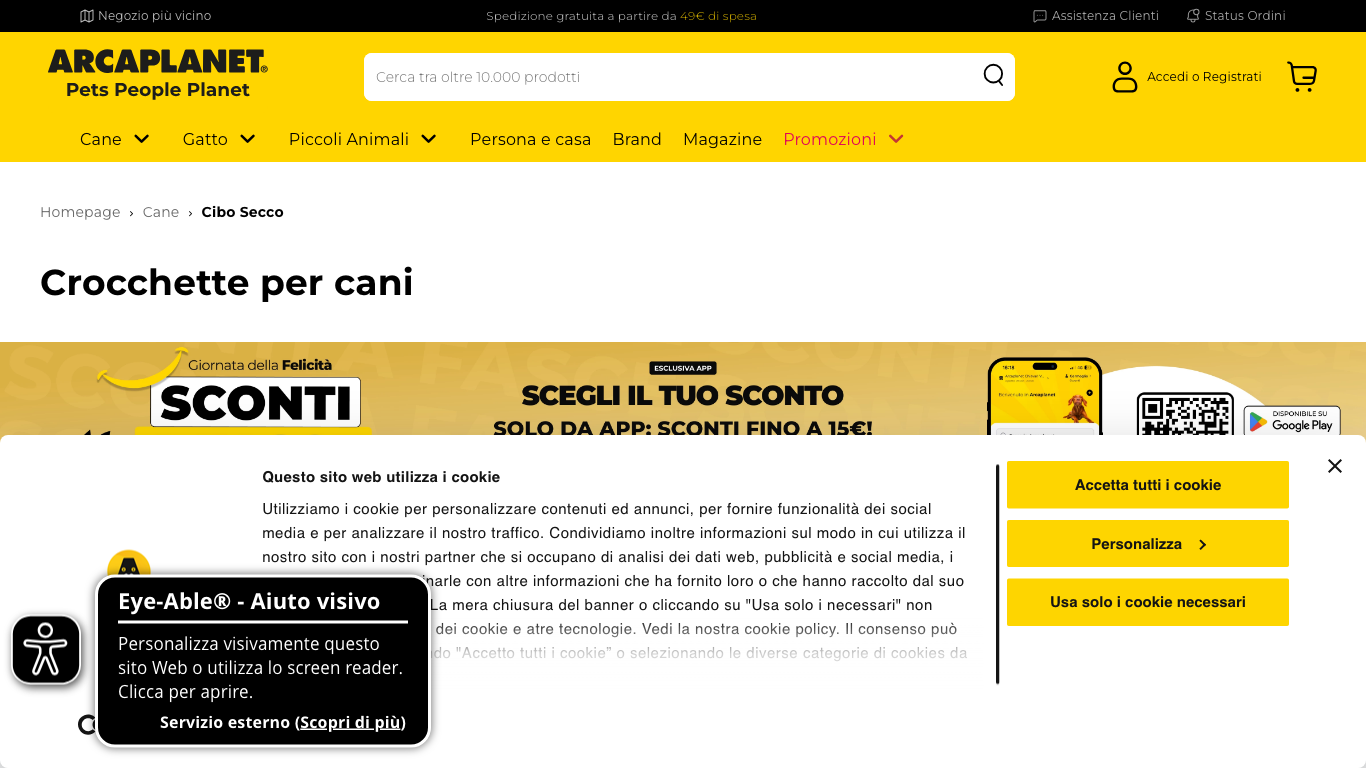 Negozio più vicino
Spedizione gratuita a partire da 49€ di spesa
Assistenza Clienti
Status Ordini
ARCAPLANET®
Pets People Planet
Cerca tra oltre 10.000 prodotti
Accedi o Registrati
Cane
Gatto
Piccoli Animali
Persona e casa
Brand
Magazine
Promozioni
Homepage › Cane › Cibo Secco
Crocchette per cani
Giornata della Felicità
SCONTI
ESCLUSIVA APP
SCEGLI IL TUO SCONTO
SOLO DA APP: SCONTI FINO A 15€!
DISPONIBILE SU
Google Play
Questo sito web utilizza i cookie
Utilizziamo i cookie per personalizzare contenuti ed annunci, per fornire funzionalità dei social
media e per analizzare il nostro traffico. Condividiamo inoltre informazioni sul modo in cui utilizza il
nostro sito con i nostri partner che si occupano di analisi dei dati web, pubblicità e social media, i
con altre informazioni che ha fornito loro o che hanno raccolto dal suo
La mera chiusura del banner o cliccando su "Usa solo i necessari" non
dei cookie e atre tecnologie. Vedi la nostra cookie policy. Il consenso può
"Accetto tutti i cookie" o selezionando le diverse categorie di cookies da
Accetta tutti i cookie
Personalizza
Usa solo i cookie necessari
Eye-Able® - Aiuto visivo
Personalizza visivamente questo
sito Web o utilizza lo screen reader.
Clicca per aprire.
Servizio esterno (Scopri di più)